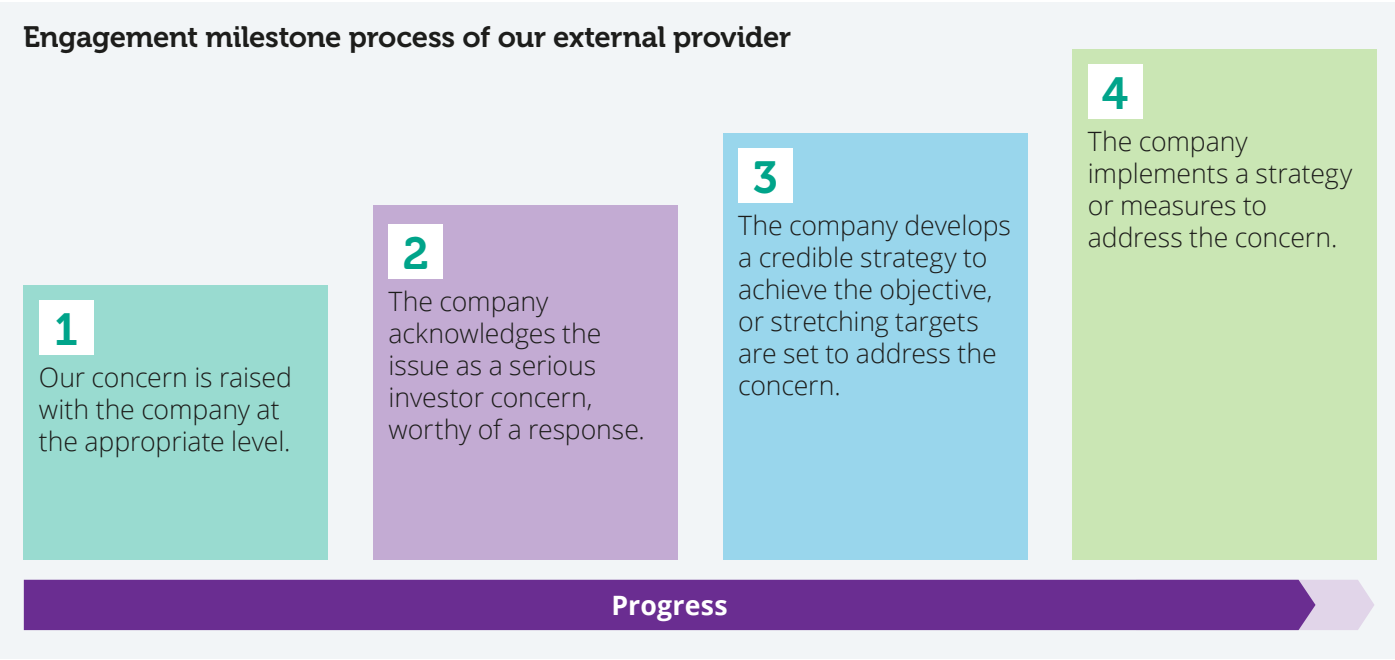 Engagement milestone process of our external provider
1
Our concern is raised
with the company at
the appropriate level.
2
The company
acknowledges the
issue as a serious
investor concern,
worthy of a response.
3
The company develops
a credible strategy to
achieve the objective,
or stretching targets
are set to address the
concern.
4
The company
implements a strategy
or measures to
address the concern.
Progress